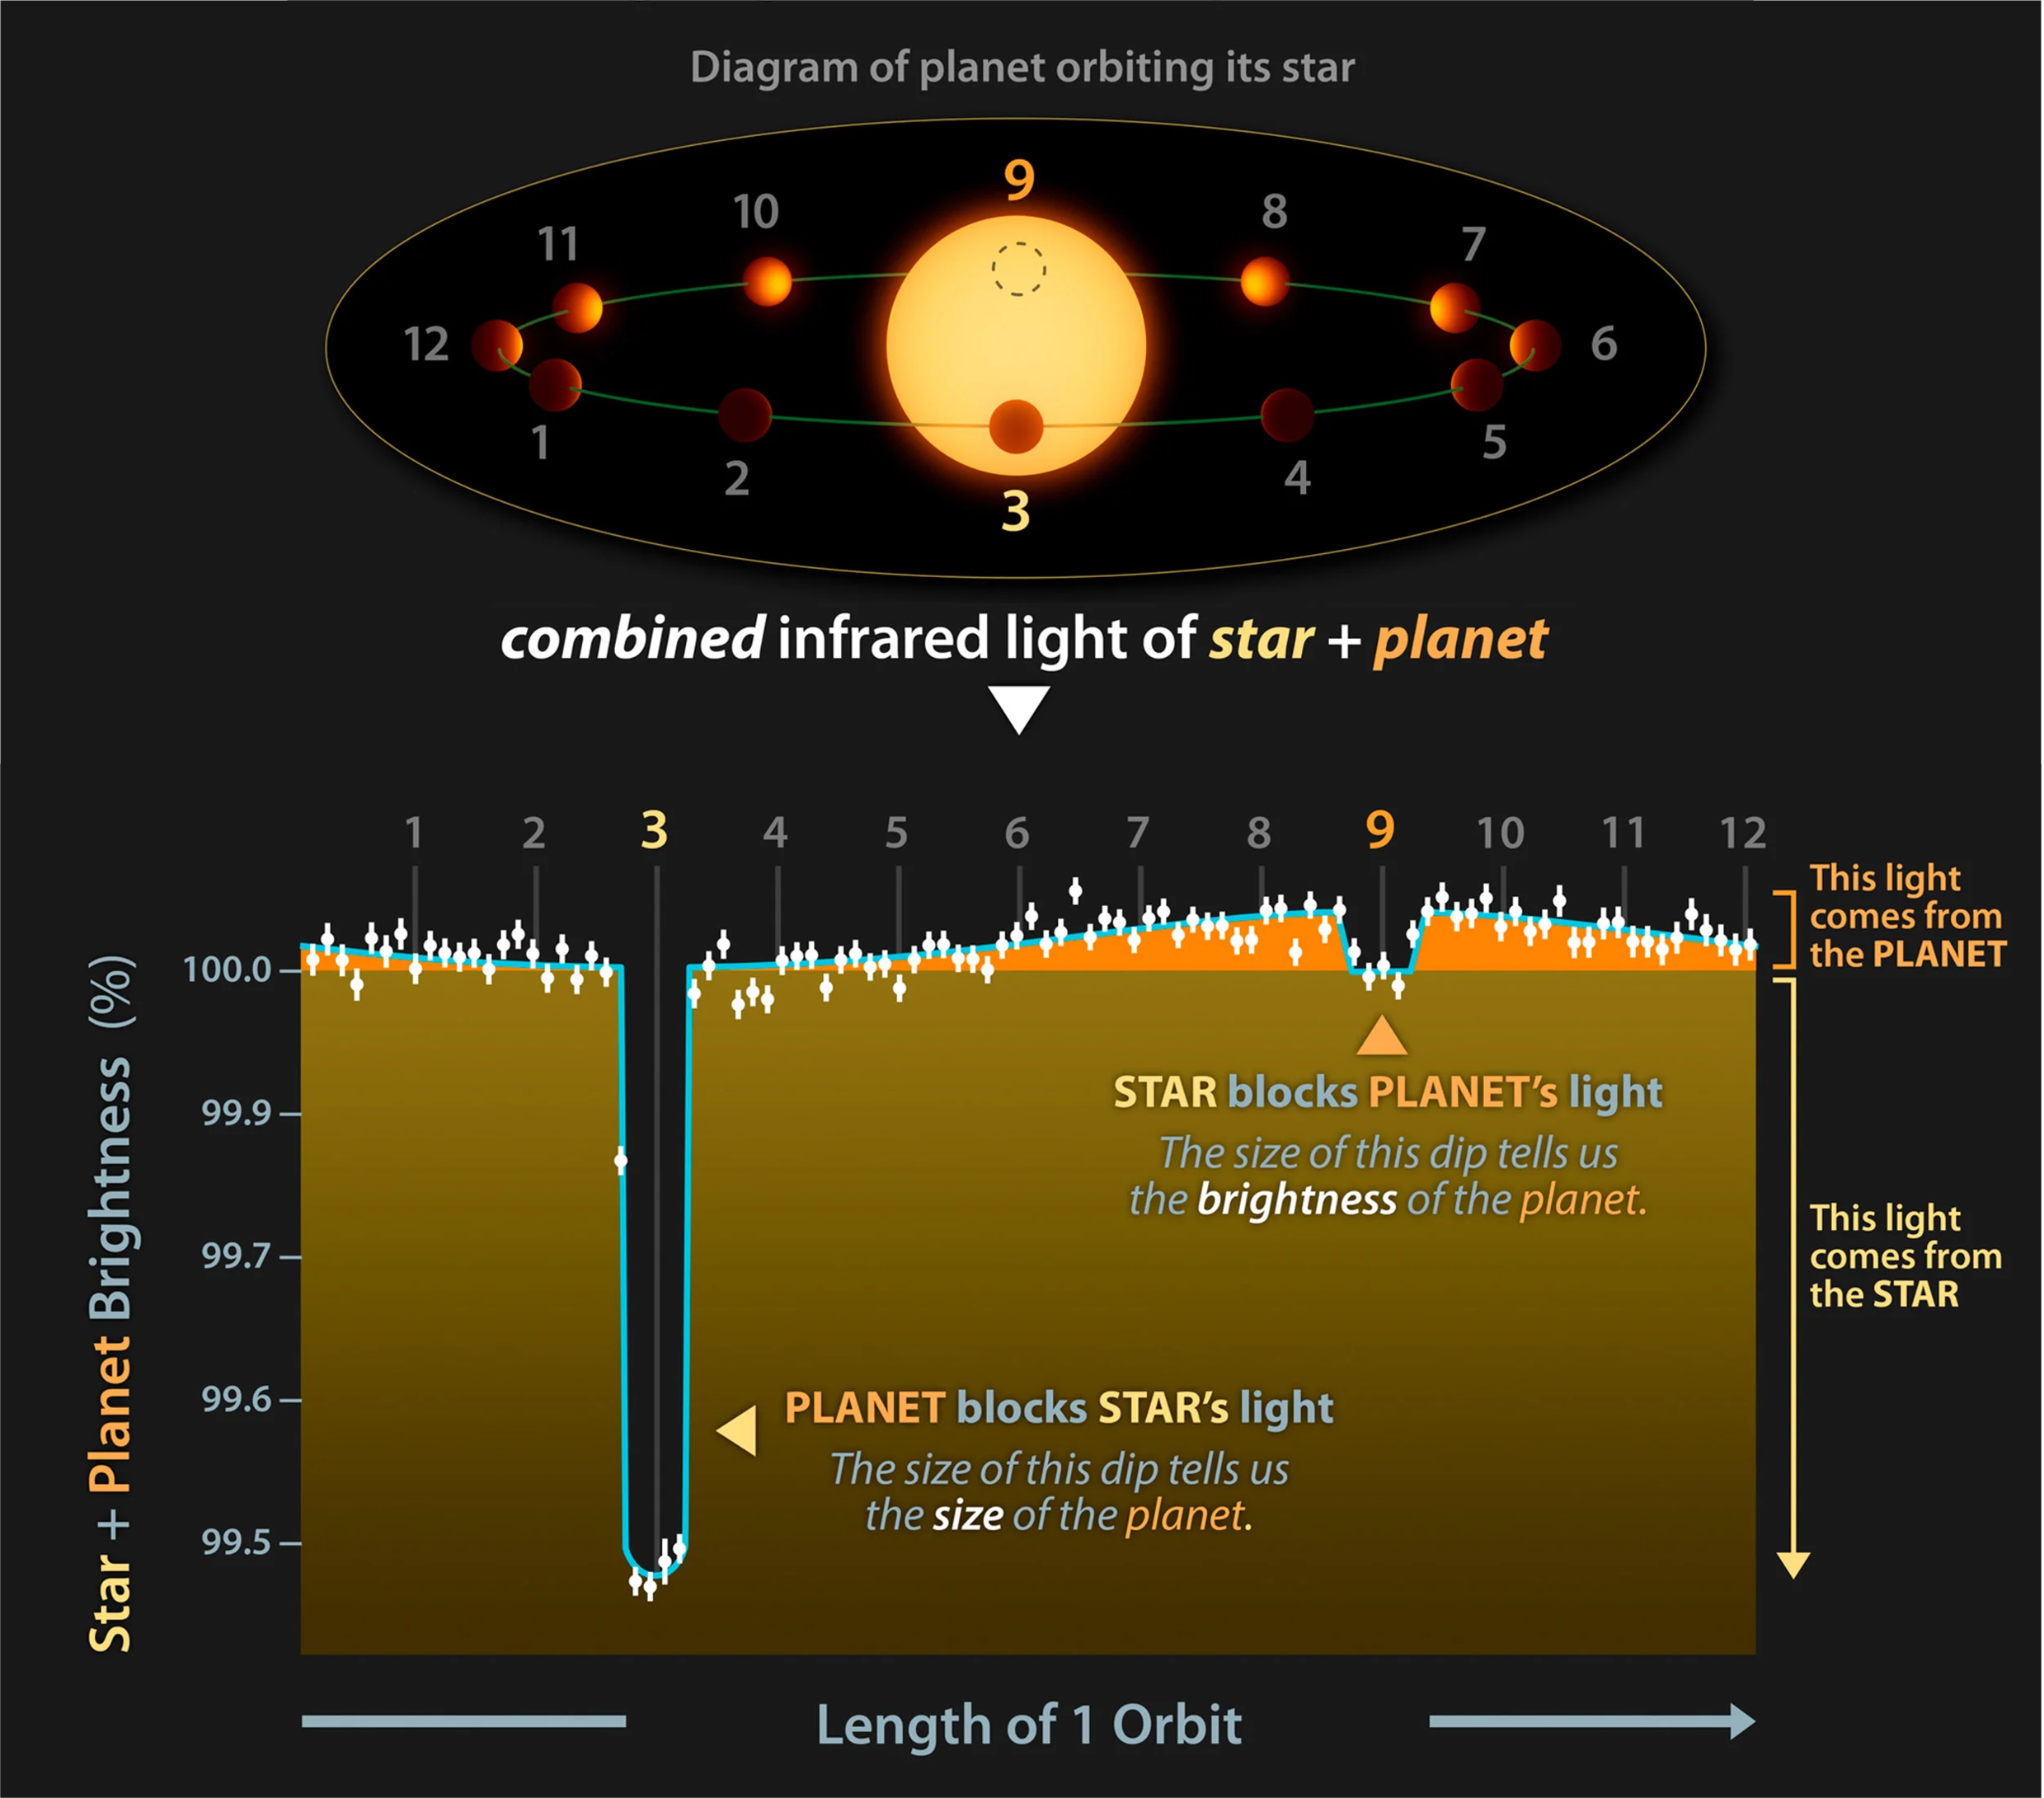 Diagram of planet orbiting its star
9
10
8
11
7
12
6
1
5
2
4
3
combined infrared light of star + planet
1 2 3 4 5 6 7 8 9 10 11 12
This light
comes from
the PLANET
100.0
99.9
99.7
99.6
99.5
Star + Planet Brightness (%)
STAR blocks PLANET's light
The size of this dip tells us
the brightness of the planet.
This light
comes from
the STAR
PLANET blocks STAR's light
The size of this dip tells us
the size of the planet.
Length of 1 Orbit